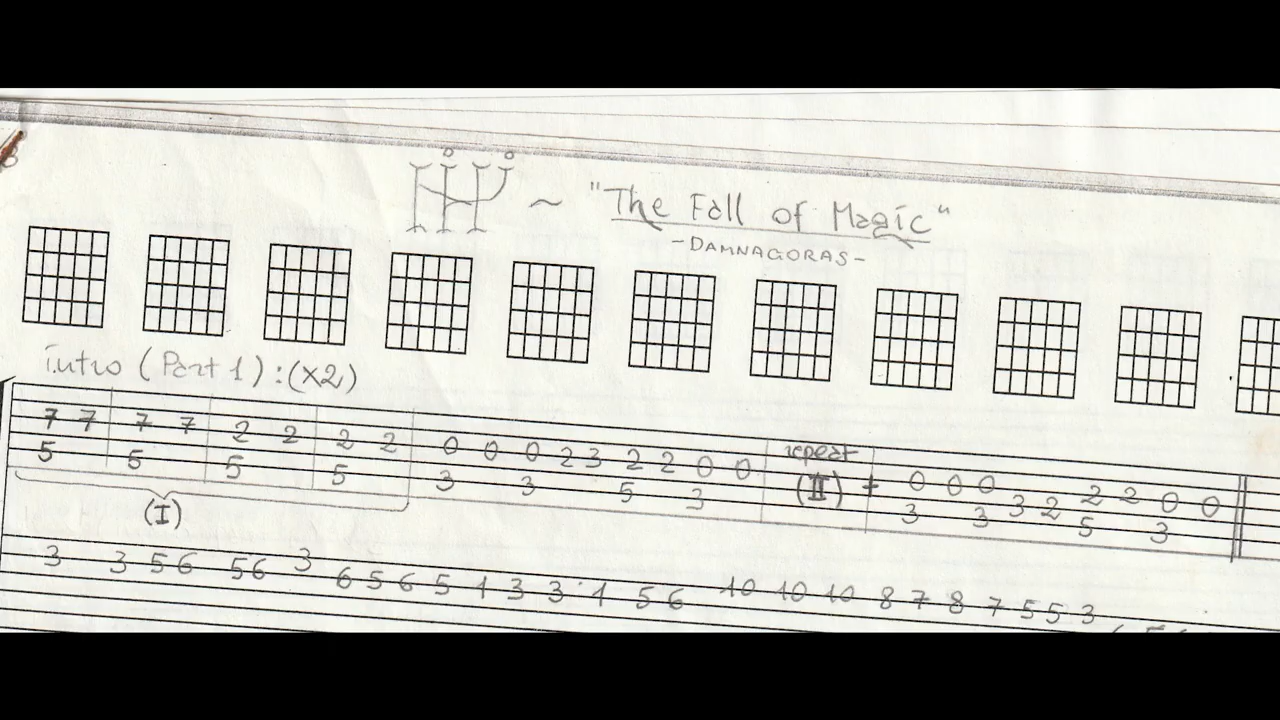 ~ "The Fall of Magic"
-DAMNAGORAS-
intro (Part 1) : (x2)
7 7 7 7 2 2 2 2 0 0 0 2 3 2 2 0 0 repeat
5 5 5 5 3 3 5 3 (II) + 0 0 0 3 2 2 2 0 0
3 3 5 3
(I)
3 3 5 6 5 6 3 6 5 6 5 1 3 3 1 5 6 10 10 10 8 7 8 7 5 5 3